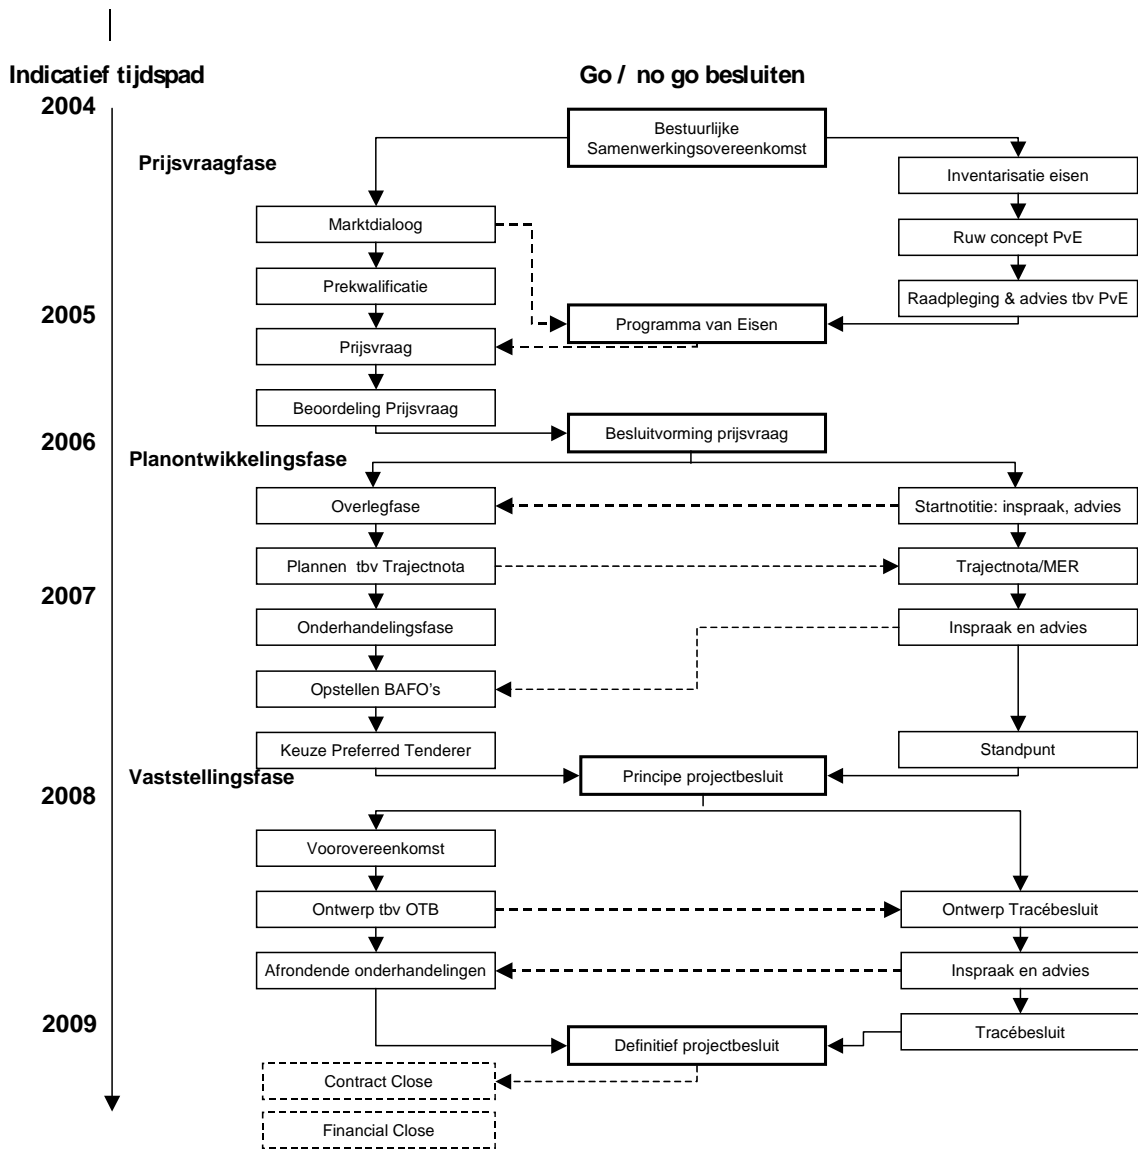 Indicatief tijdspad
Go / no go besluiten
2004
Bestuurlijke
Samenwerkingsovereenkomst
Prijsvraagfase
Inventarisatie eisen
Marktdialoog
Ruw concept PvE
Prekwalificatie
Raadpleging & advies tbv PvE
2005
Programma van Eisen
Prijsvraag
Beoordeling Prijsvraag
2006
Besluitvorming prijsvraag
Planontwikkelingsfase
Overlegfase
Startnotitie: inspraak, advies
Plannen tbv Trajectnota
Trajectnota/MER
2007
Onderhandelingsfase
Inspraak en advies
Opstellen BAFO's
Keuze Preferred Tenderer
Standpunt
Vaststellingsfase
Principe projectbesluit
2008
Voorovereenkomst
Ontwerp tbv OTB
Ontwerp Tracébesluit
Afrondende onderhandelingen
Inspraak en advies
2009
Tracébesluit
Definitief projectbesluit
Contract Close
Financial Close